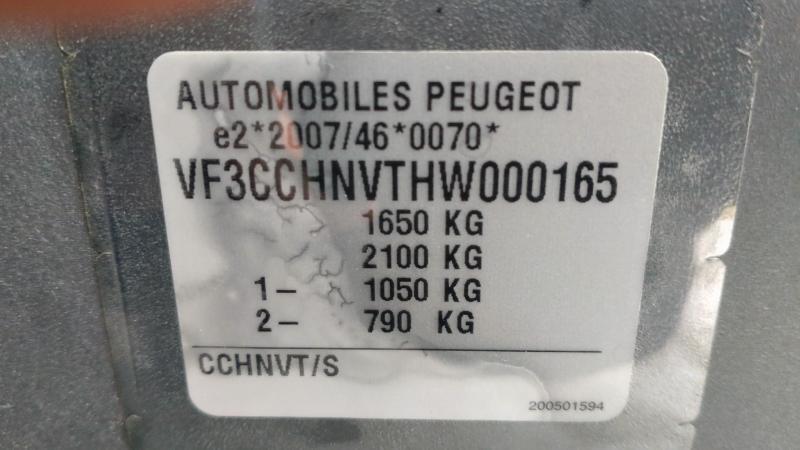 AUTOMOBILES PEUGEOT
e2*2007/46*0070*
VF3CCHNVTHW000165
1650 KG
2100 KG
1- 1050 KG
2- 790 KG
CCHNVT/S
200501594